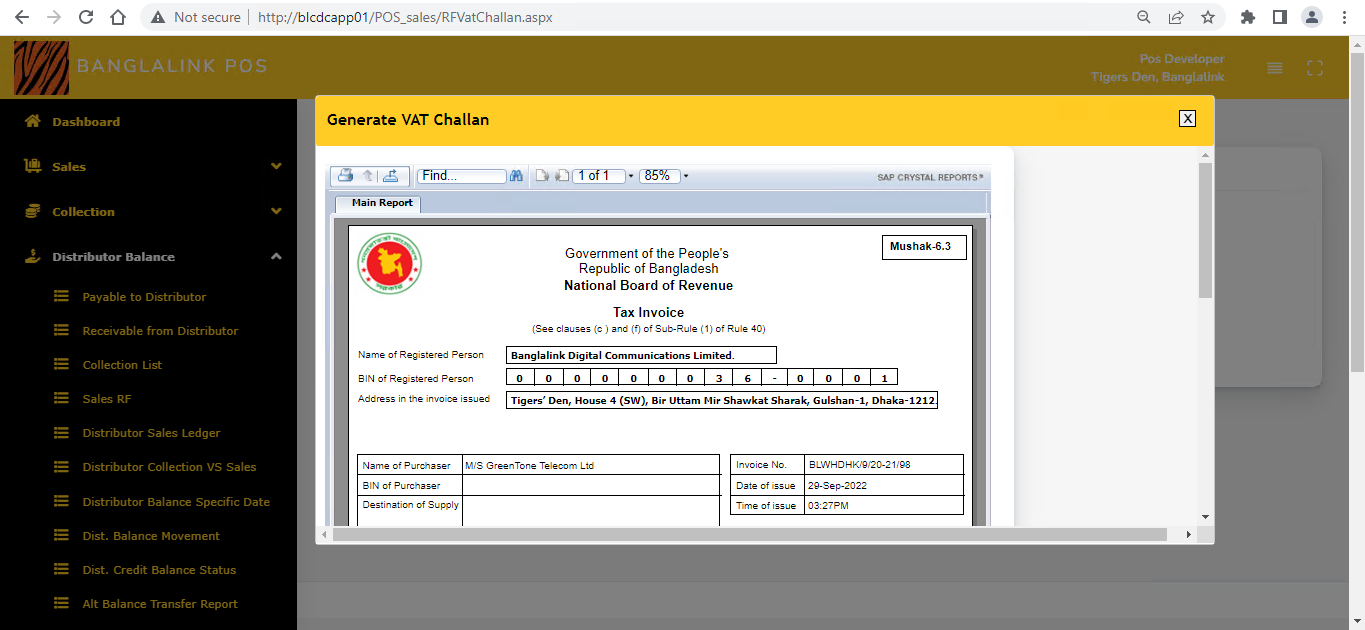 Not secure http://blcdcapp01/POS_sales/RFVatChallan.aspx
BANGLALINK POS
Pos Developer
Tigers Den, Banglalink
Dashboard
Sales
Collection
Distributor Balance
Payable to Distributor
Receivable from Distributor
Collection List
Sales RF
Distributor Sales Ledger
Distributor Collection VS Sales
Distributor Balance Specific Date
Dist. Balance Movement
Dist. Credit Balance Status
Alt Balance Transfer Report
Generate VAT Challan
X
Find...
1 of 1
85%
SAP CRYSTAL REPORTS®
Main Report
Mushak-6.3
Government of the People's
Republic of Bangladesh
National Board of Revenue
Tax Invoice
(See clauses (c ) and (f) of Sub-Rule (1) of Rule 40)
Name of Registered Person Banglalink Digital Communications Limited.
BIN of Registered Person 0 0 0 0 0 0 0 3 6 - 0 0 0 1
Address in the invoice issued Tigers’ Den, House 4 (SW), Bir Uttam Mir Shawkat Sharak, Gulshan-1, Dhaka-1212.
Name of Purchaser M/S GreenTone Telecom Ltd
BIN of Purchaser
Destination of Supply
Invoice No. BLWHDHK/9/20-21/98
Date of issue 29-Sep-2022
Time of issue 03:27PM